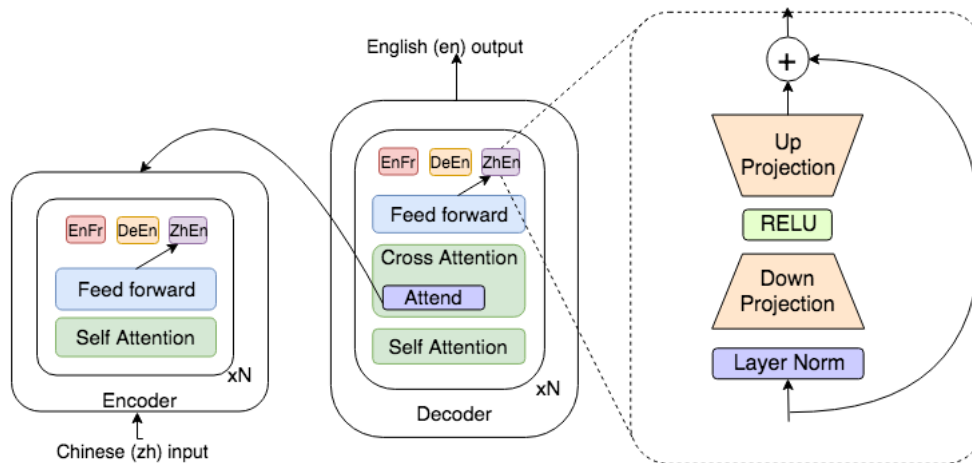 English (en) output
EnFr DeEn ZhEn
Feed forward
Cross Attention
Attend
Self Attention
xN
Decoder
EnFr DeEn ZhEn
Feed forward
Self Attention
xN
Encoder
Chinese (zh) input
+
Up
Projection
RELU
Down
Projection
Layer Norm